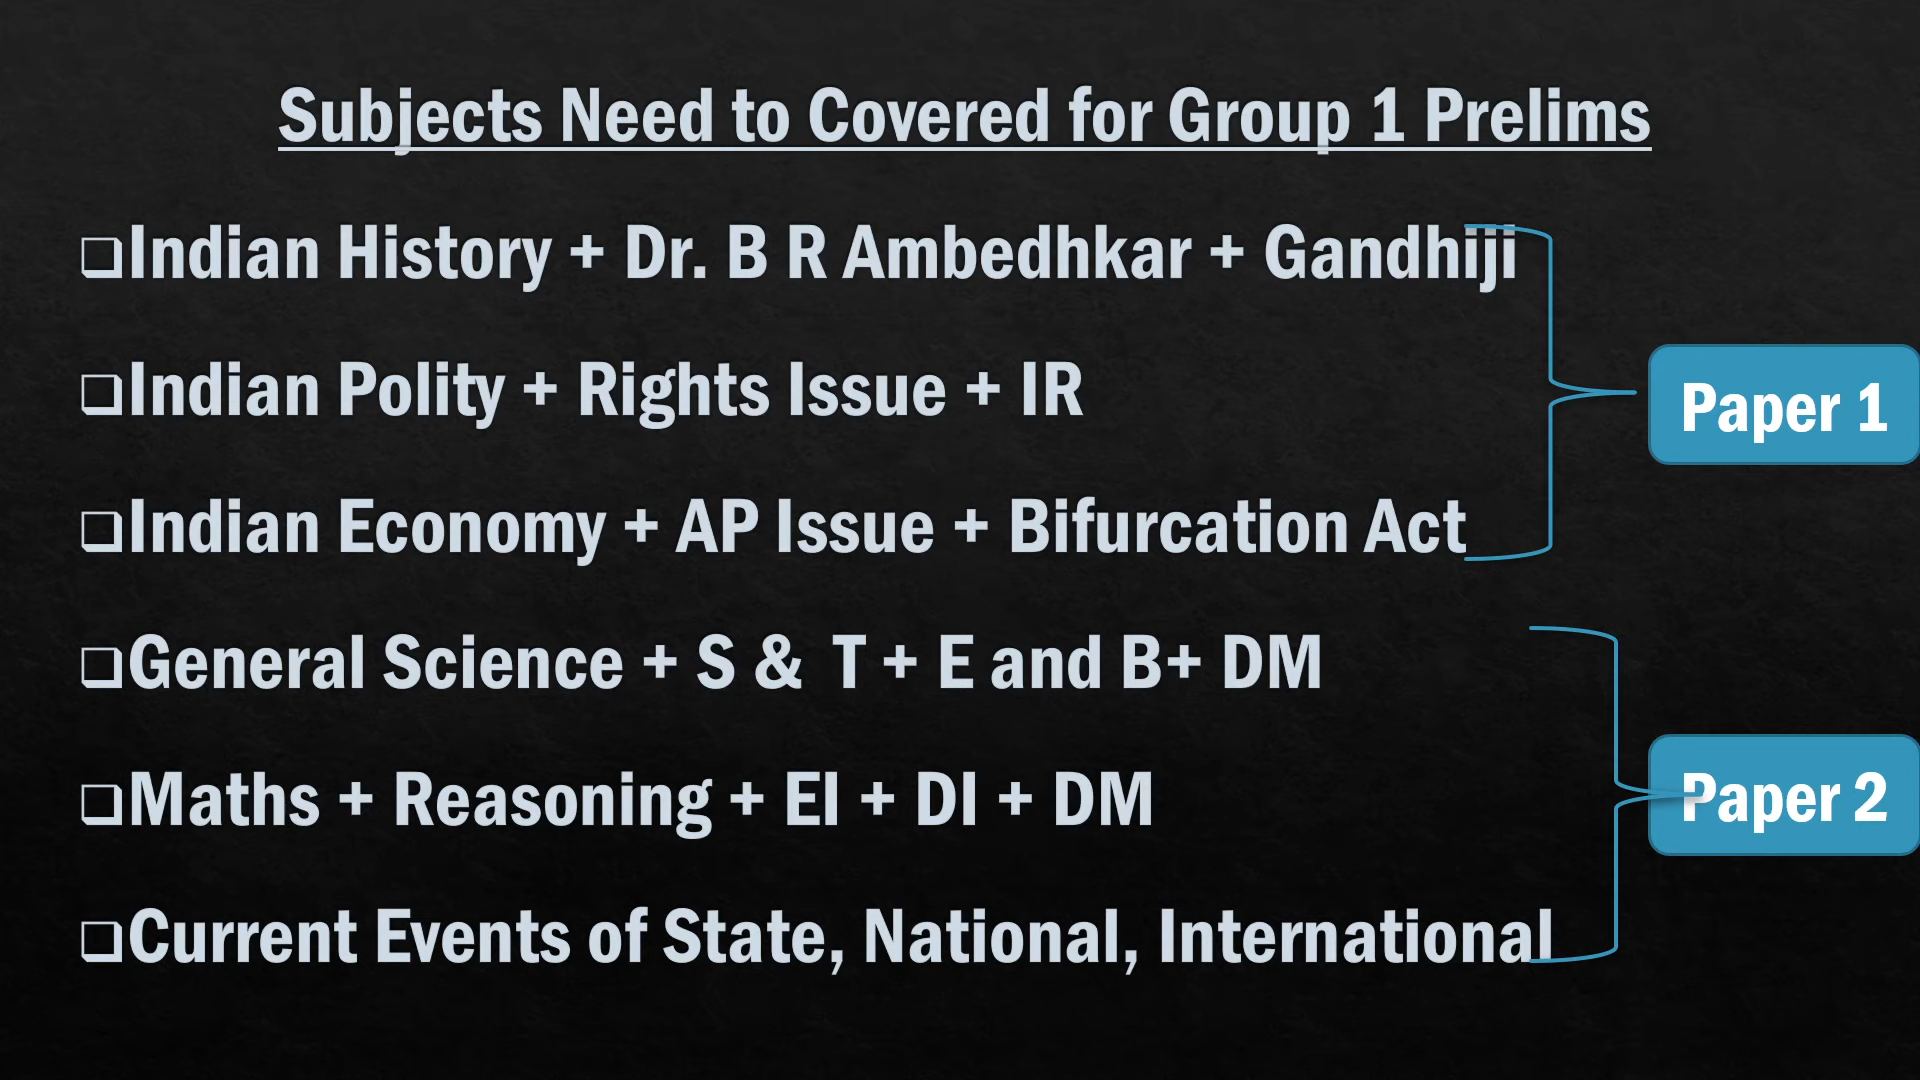 Subjects Need to Covered for Group 1 Prelims
❑Indian History + Dr. B R Ambedhkar + Gandhiji
❑Indian Polity + Rights Issue + IR
❑Indian Economy + AP Issue + Bifurcation Act
Paper 1
❑General Science + S &  T + E and B+ DM
❑Maths + Reasoning + EI + DI + DM
❑Current Events of State, National, International
Paper 2